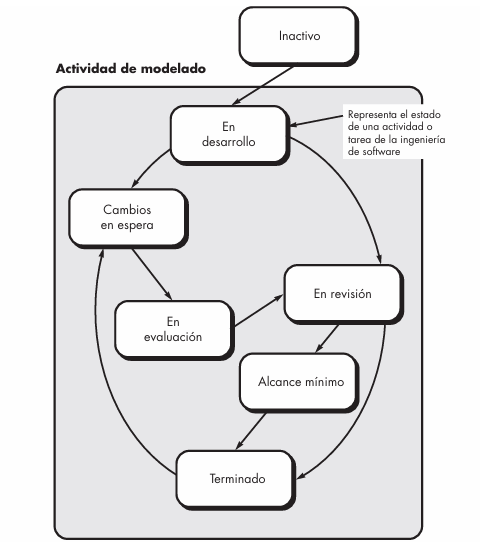 Inactivo
Actividad de modelado
En
desarrollo
Representa el estado
de una actividad o
tarea de la ingeniería
de software
Cambios
en espera
En revisión
En
evaluación
Alcance mínimo
Terminado